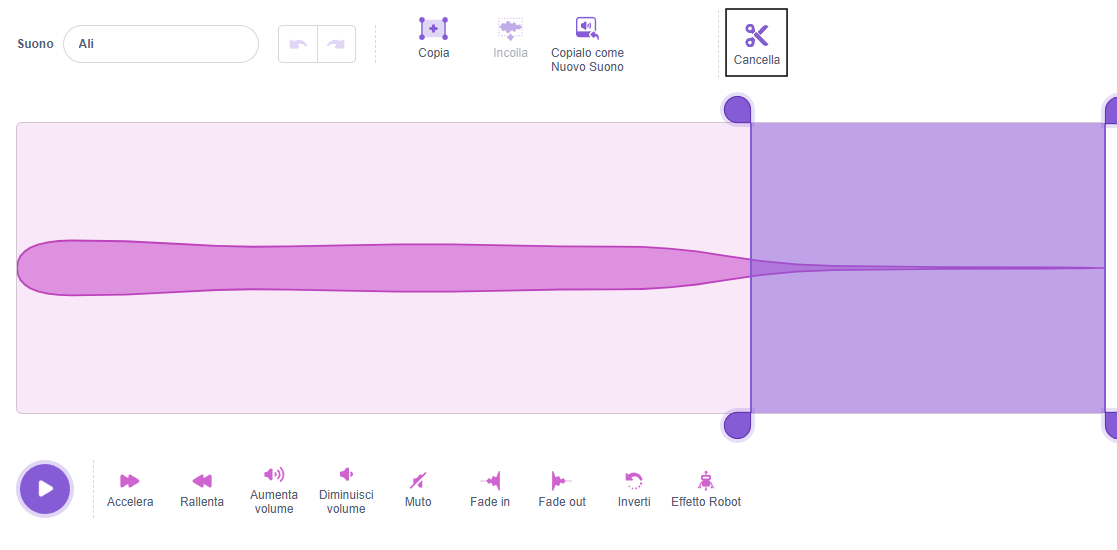 Suono
Ali
Copia
Incolla
Copialo come
Nuovo Suono
Cancella
Accelera
Rallenta
Aumenta
volume
Diminuisci
volume
Muto
Fade in
Fade out
Inverti
Effetto Robot